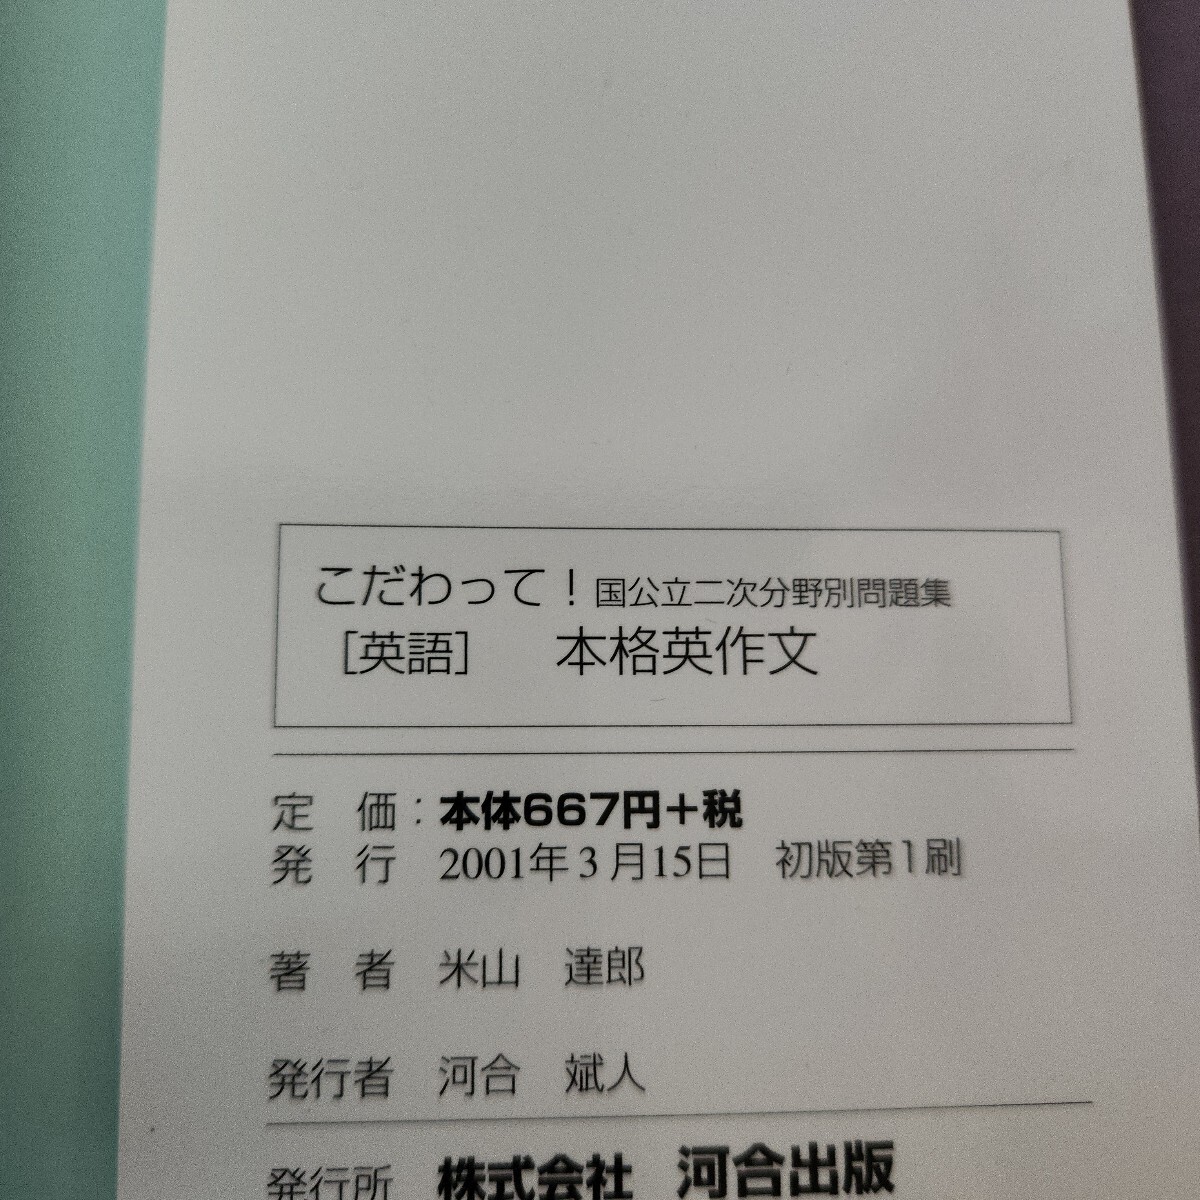 こだわって！国公立二次分野別問題集
［英語］　本格英作文
定　価：本体667円＋税
発　行　2001年３月15日　初版第１刷
著　者　米山　達郎
発行者　河合　斌人
発行所　株式会社　河合出版